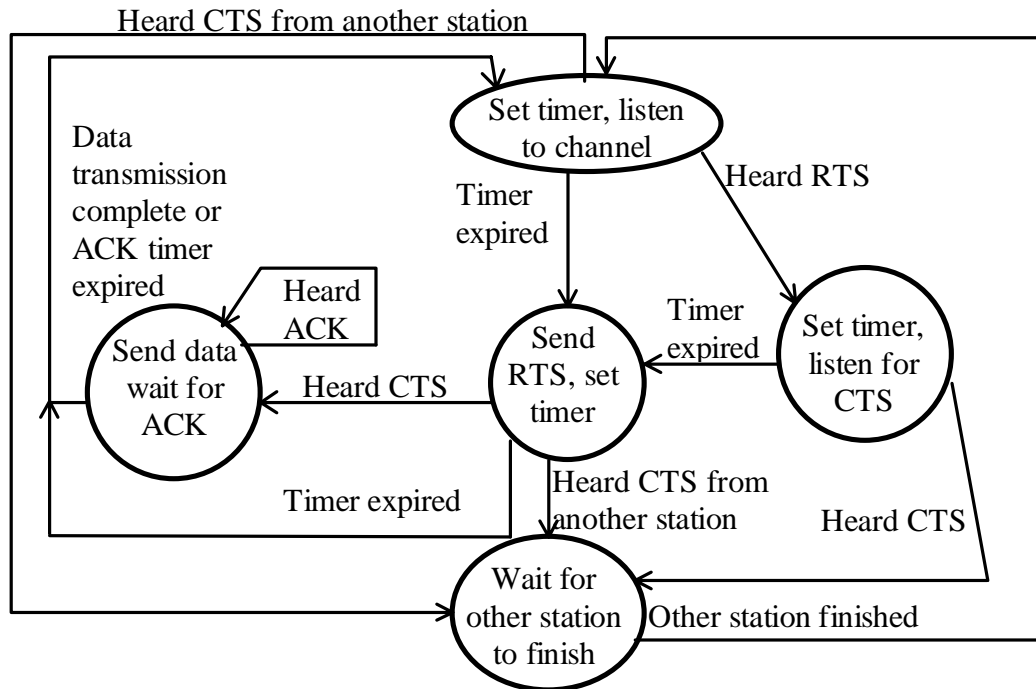 Heard CTS from another station
Set timer, listen
to channel
Data
transmission
complete or
ACK timer
expired
Heard RTS
Timer
expired
Heard
ACK
Send data
wait for
ACK
Heard CTS
Send
RTS, set
timer
Timer
expired
Set timer,
listen for
CTS
Timer expired
Heard CTS from
another station
Heard CTS
Wait for
other station
to finish
Other station finished